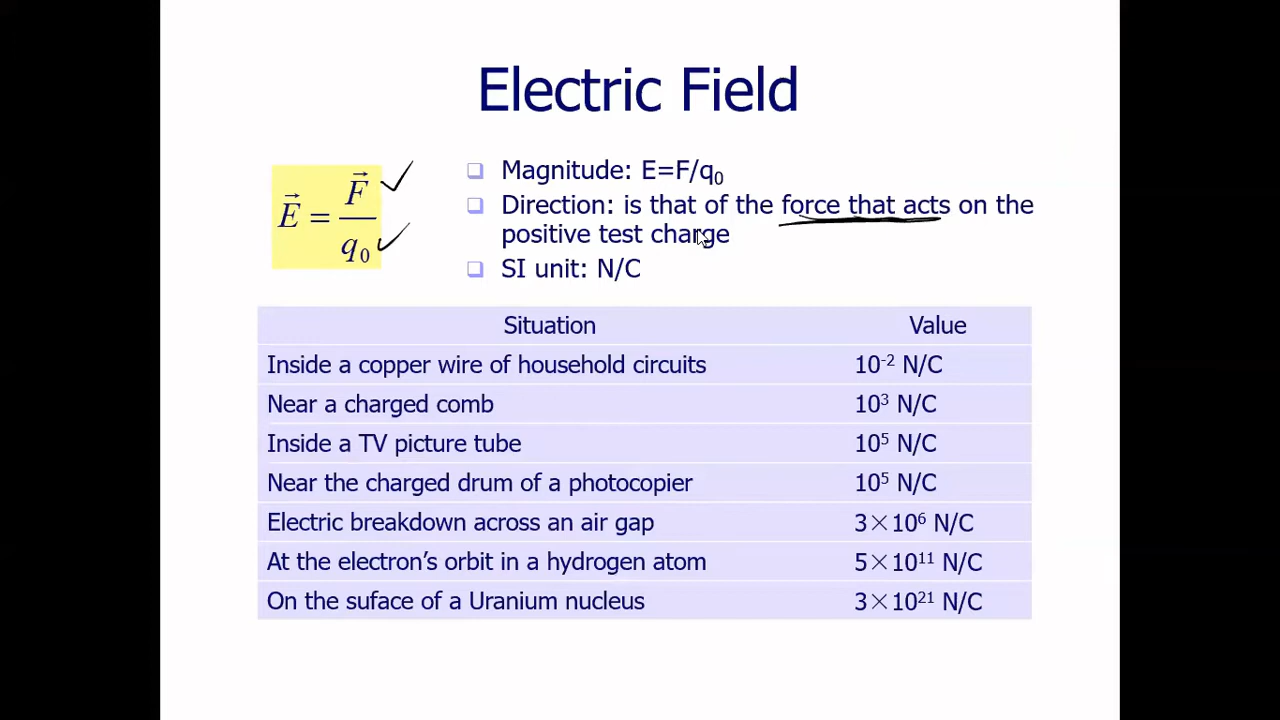 Electric Field
E⃗ = F⃗ / q₀
❑ Magnitude: E=F/q₀
❑ Direction: is that of the force that acts on the
positive test charge
❑ SI unit: N/C
Situation Value
Inside a copper wire of household circuits 10⁻² N/C
Near a charged comb 10³ N/C
Inside a TV picture tube 10⁵ N/C
Near the charged drum of a photocopier 10⁵ N/C
Electric breakdown across an air gap 3×10⁶ N/C
At the electron’s orbit in a hydrogen atom 5×10¹¹ N/C
On the suface of a Uranium nucleus 3×10²¹ N/C